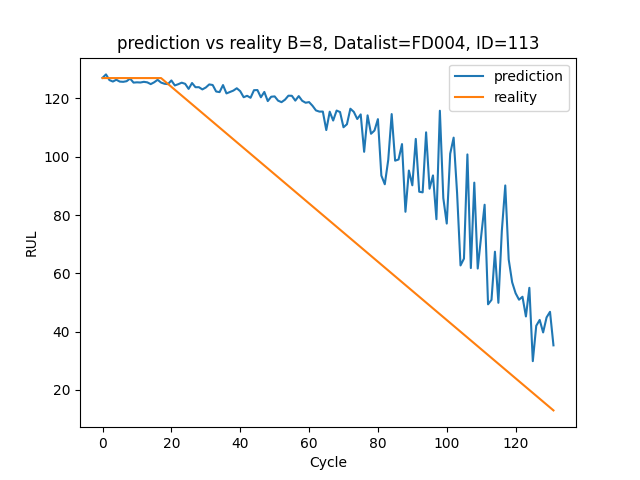 prediction vs reality B=8, Datalist=FD004, ID=113
prediction
reality
120
100
80
60
40
20
RUL
0 20 40 60 80 100 120
Cycle